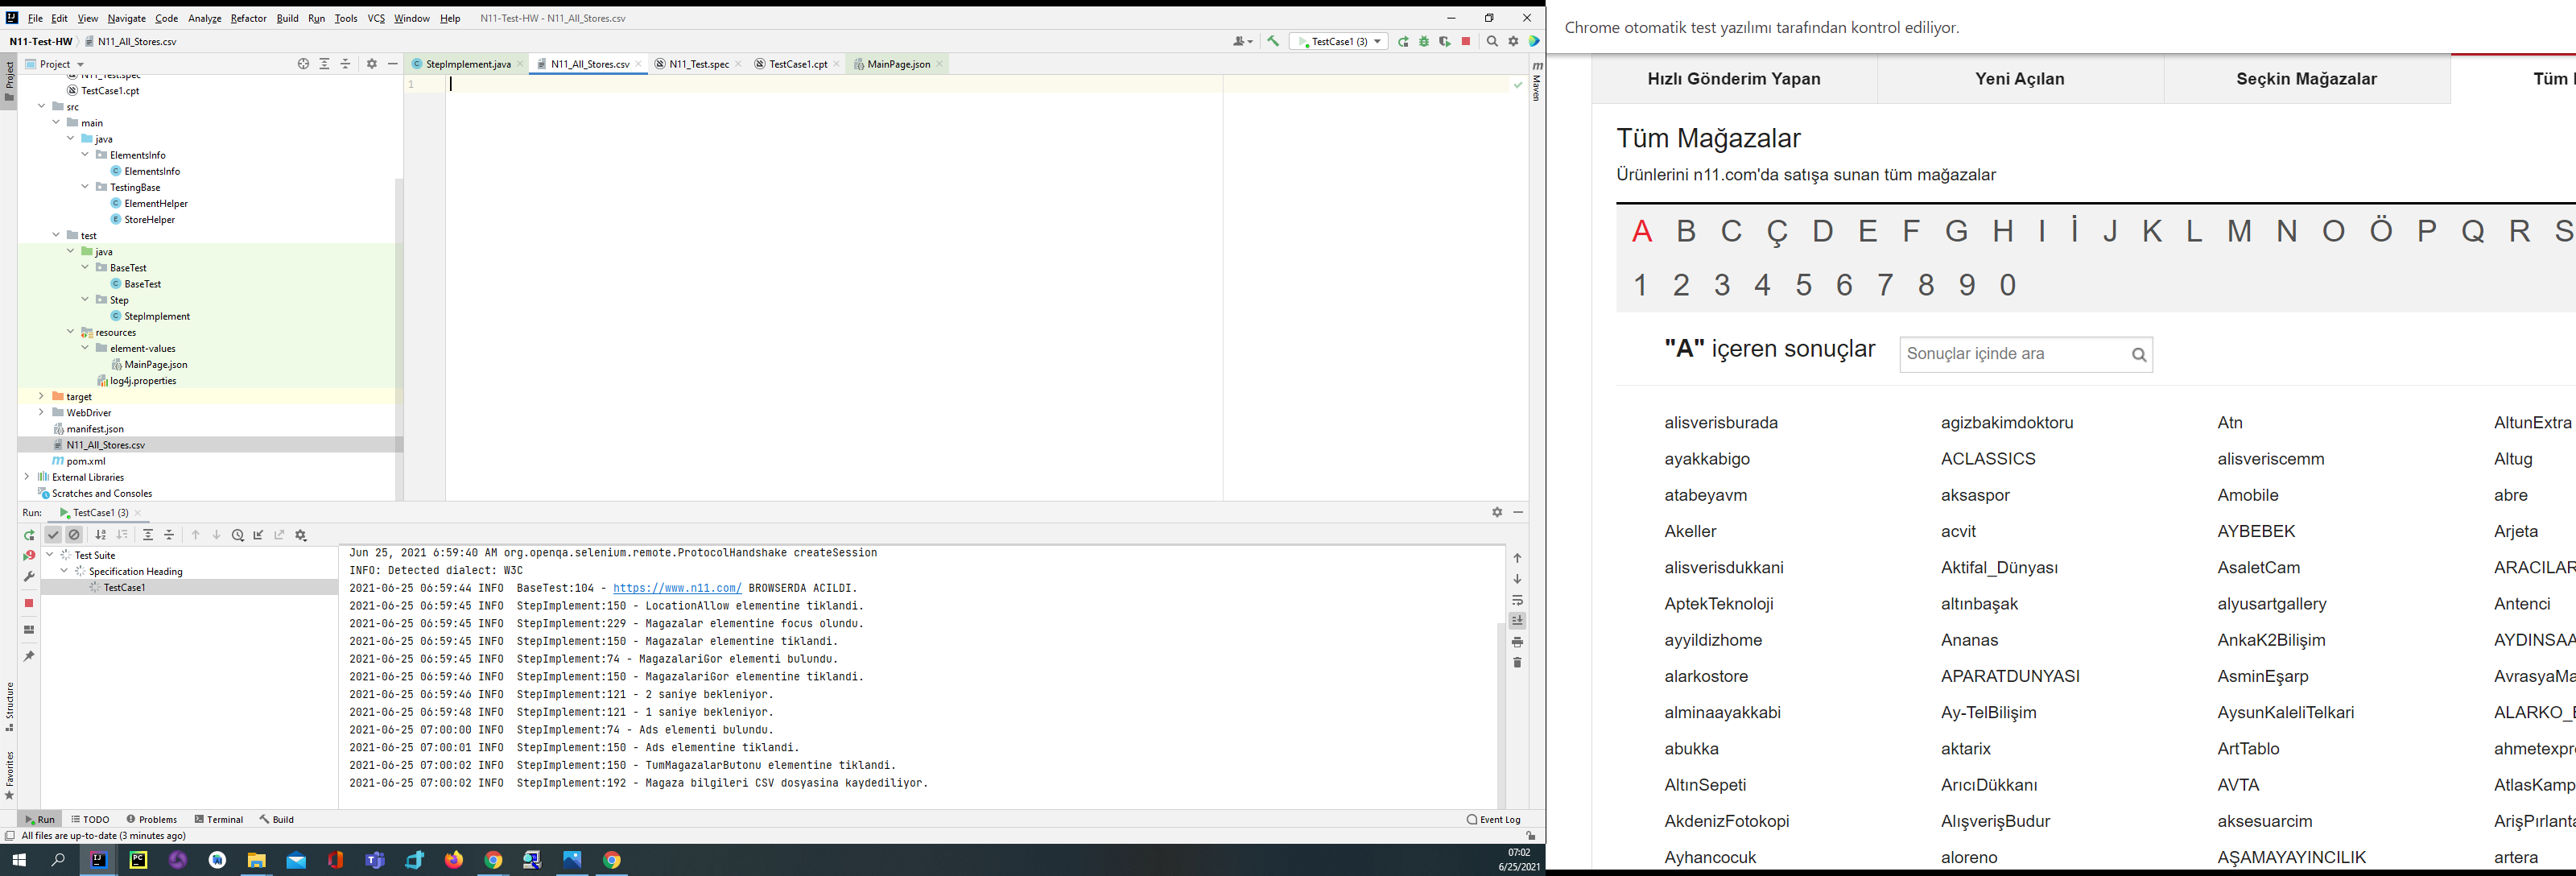 File Edit View Navigate Code Analyze Refactor Build Run Tools VCS Window Help N11-Test-HW - N11_All_Stores.csv
N11-Test-HW N11_All_Stores.csv
TestCase1 (3)
Project
StepImplement.java N11_All_Stores.csv N11_Test.spec TestCase1.cpt MainPage.json
Project
Maven
1
N11_Test.spec
TestCase1.cpt
src
main
java
ElementsInfo
ElementsInfo
TestingBase
ElementHelper
StoreHelper
test
java
BaseTest
BaseTest
Step
StepImplement
resources
element-values
MainPage.json
log4j.properties
target
WebDriver
manifest.json
N11_All_Stores.csv
pom.xml
External Libraries
Scratches and Consoles
Run: TestCase1 (3)
Test Suite
Specification Heading
TestCase1
Jun 25, 2021 6:59:40 AM org.openqa.selenium.remote.ProtocolHandshake createSession
INFO: Detected dialect: W3C
2021-06-25 06:59:44 INFO BaseTest:104 - https://www.n11.com/ BROWSERDA ACILDI.
2021-06-25 06:59:45 INFO StepImplement:150 - LocationAllow elementine tiklandi.
2021-06-25 06:59:45 INFO StepImplement:229 - Magazalar elementine focus olundu.
2021-06-25 06:59:45 INFO StepImplement:150 - Magazalar elementine tiklandi.
2021-06-25 06:59:45 INFO StepImplement:74 - MagazalariGor elementi bulundu.
2021-06-25 06:59:46 INFO StepImplement:150 - MagazalariGor elementine tiklandi.
2021-06-25 06:59:46 INFO StepImplement:121 - 2 saniye bekleniyor.
2021-06-25 06:59:48 INFO StepImplement:121 - 1 saniye bekleniyor.
2021-06-25 07:00:00 INFO StepImplement:74 - Ads elementi bulundu.
2021-06-25 07:00:01 INFO StepImplement:150 - Ads elementine tiklandi.
2021-06-25 07:00:02 INFO StepImplement:150 - TumMagazalarButonu elementine tiklandi.
2021-06-25 07:00:02 INFO StepImplement:192 - Magaza bilgileri CSV dosyasina kaydediliyor.
Structure
Favorites
Run TODO Problems Terminal Build Event Log
All files are up-to-date (3 minutes ago)
07:02
6/25/2021
Chrome otomatik test yazılımı tarafından kontrol ediliyor.
Hızlı Gönderim Yapan Yeni Açılan Seçkin Mağazalar Tüm
Tüm Mağazalar
Ürünlerini n11.com'da satışa sunan tüm mağazalar
A B C Ç D E F G H I İ J K L M N O Ö P Q R S
1 2 3 4 5 6 7 8 9 0
"A" içeren sonuçlar Sonuçlar içinde ara
alisverisburada agizbakimdoktoru Atn AltunExtra
ayakkabigo ACLASSICS alisveriscemm Altug
atabeyavm aksaspor Amobile abre
Akeller acvit AYBEBEK Arjeta
alisverisdukkani Aktifal_Dünyası AsaletCam ARACILAR
AptekTeknoloji altınbaşak alyusartgallery Antenci
ayyildizhome Ananas AnkaK2Bilişim AYDINSAA
alarkostore APARATDUNYASI AsminEşarp AvrasyaMa
alminaayakkabi Ay-TelBilişim AysunKaleliTelkari ALARKO_
abukka aktarix ArtTablo ahmetexpr
AltınSepeti ArıcıDükkanı AVTA AtlasKamp
AkdenizFotokopi AlışverişBudur aksesuarcim ArişPırlanta
Ayhancocuk aloreno AŞAMAYAYINCILIK artera